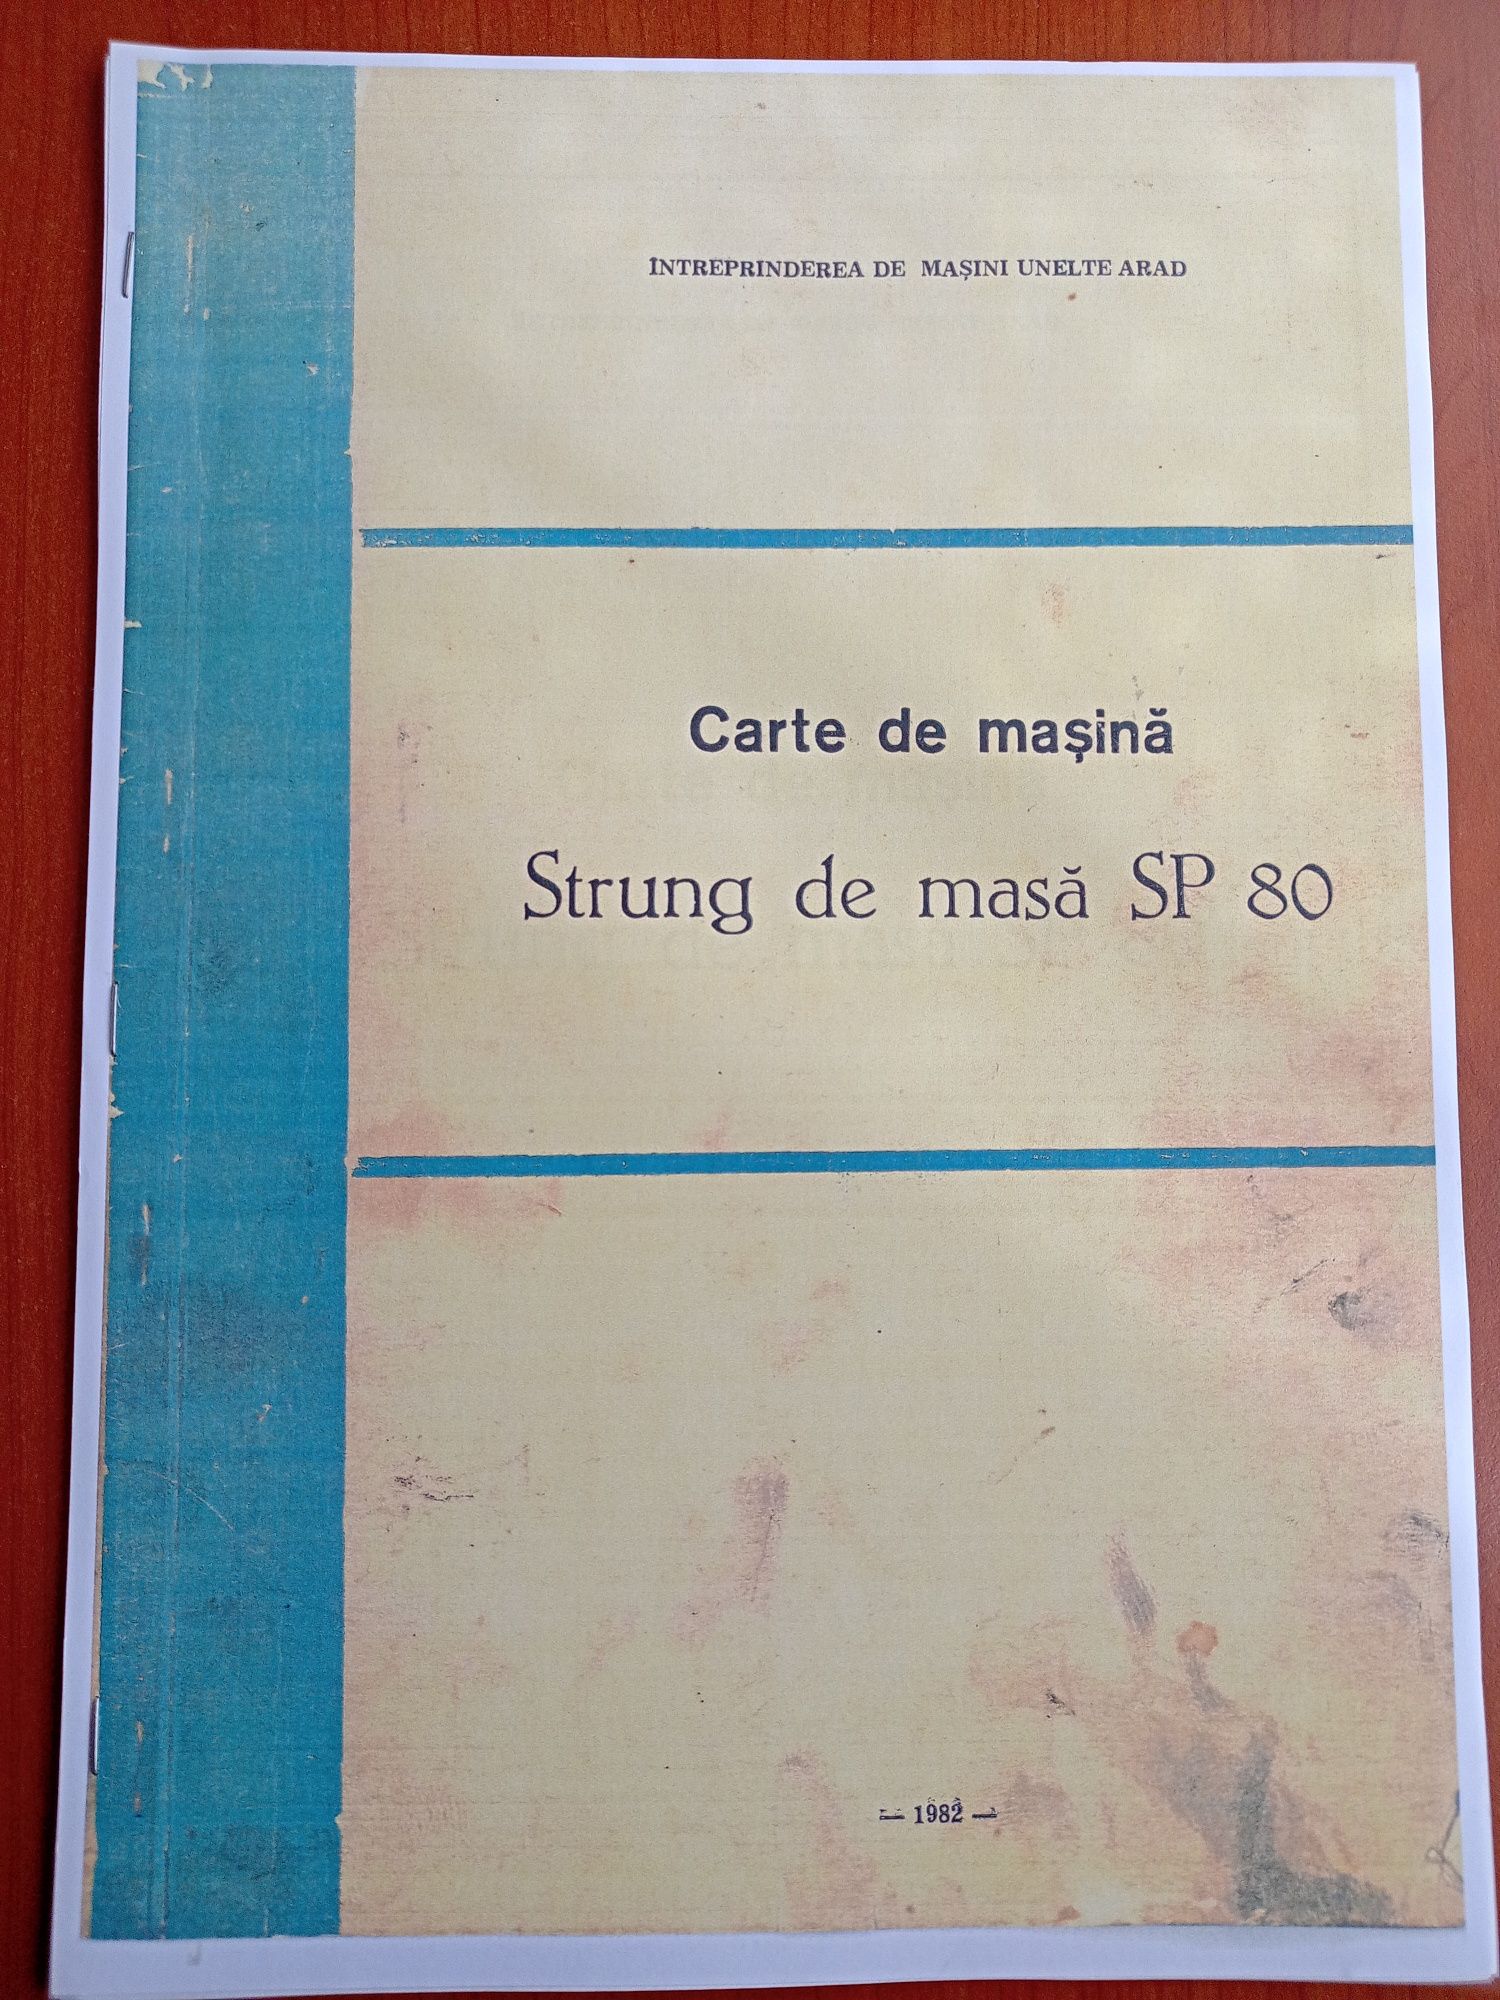 ÎNTREPRINDEREA DE MAȘINI UNELTE ARAD
Carte de mașină
Strung de masă SP 80
— 1982 —